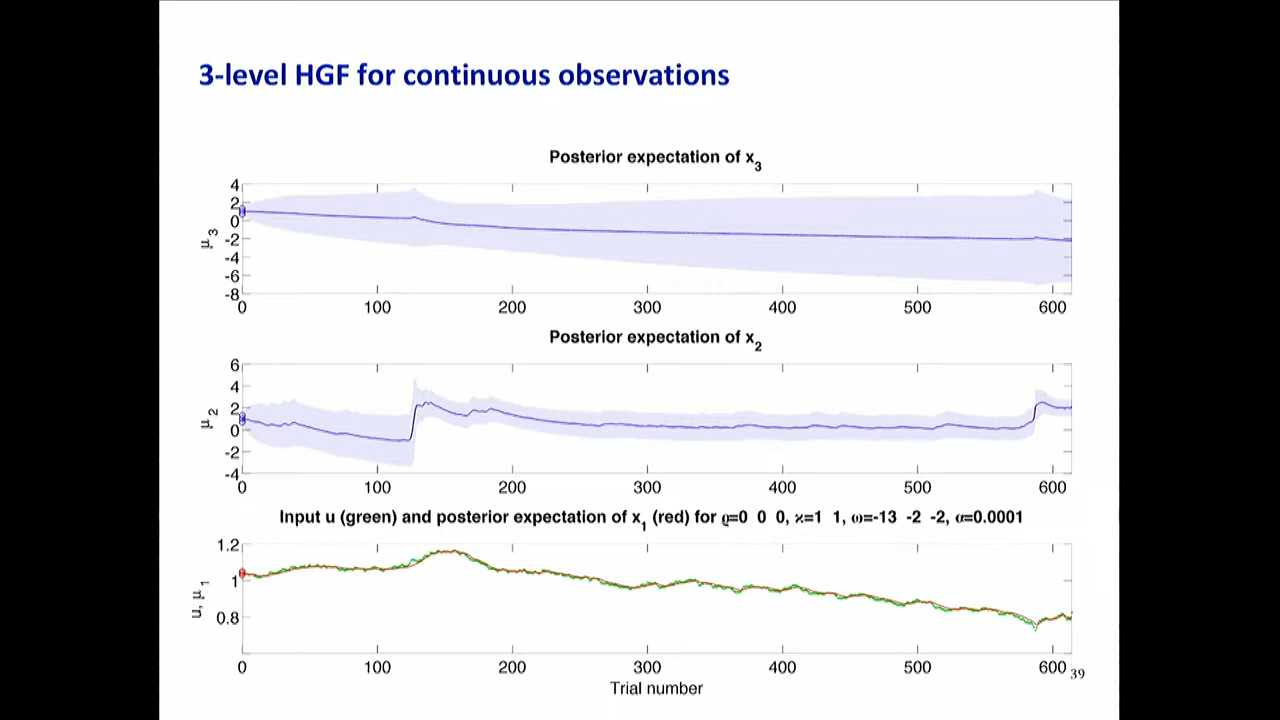 3-level HGF for continuous observations
Posterior expectation of x₃
4
2
0
-2
-4
-6
-8
μ₃
0 100 200 300 400 500 600
Posterior expectation of x₂
6
4
2
0
-2
-4
μ₂
0 100 200 300 400 500 600
Input u (green) and posterior expectation of x₁ (red) for ϱ=0 0 0, ϰ=1 1, ω=-13 -2 -2, α=0.0001
1.2
1
0.8
u, μ₁
0 100 200 300 400 500 600
Trial number
39